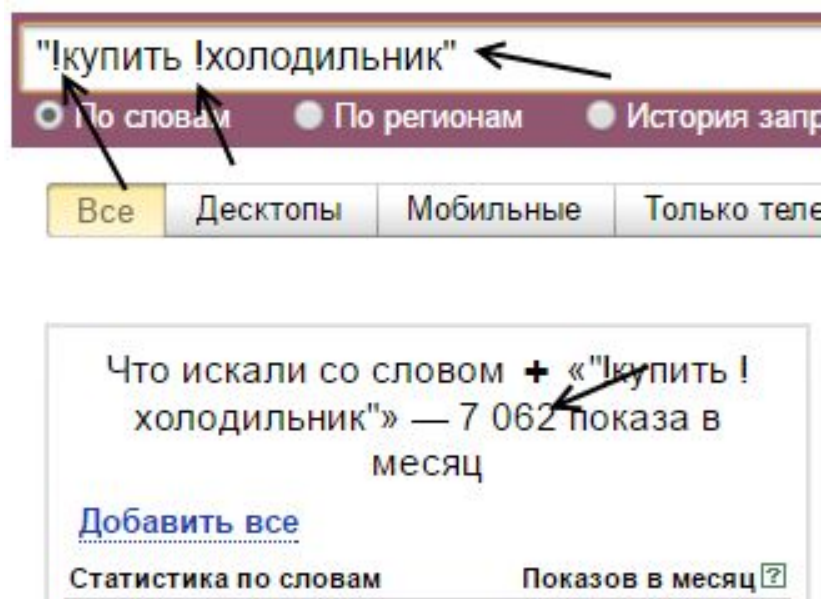 "!купить !холодильник"
По словам По регионам История запр
Все Десктопы Мобильные Только теле
Что искали со словом + «"!купить !
холодильник"» — 7 062 показа в
месяц
Добавить все
Статистика по словам Показов в месяц ?